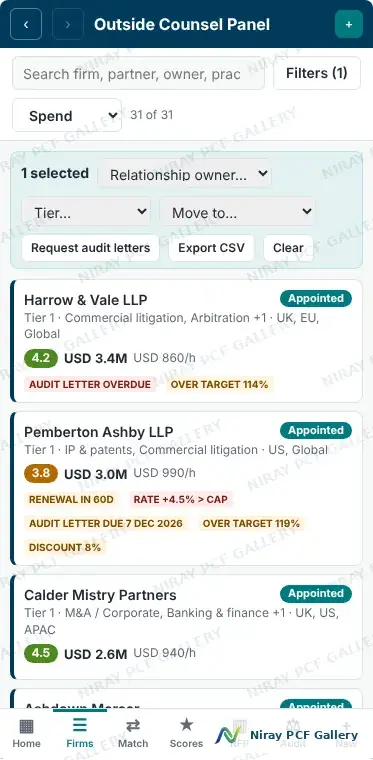 Outside Counsel Panel
Search firm, partner, owner, prac
Filters (1)
Spend
31 of 31
1 selected
Relationship owner…
Tier…
Move to…
Request audit letters
Export CSV
Clear
Harrow & Vale LLP
Appointed
Tier 1 · Commercial litigation, Arbitration +1 · UK, EU,
Global
4.2 USD 3.4M USD 860/h
AUDIT LETTER OVERDUE
OVER TARGET 114%
Pemberton Ashby LLP
Appointed
Tier 1 · IP & patents, Commercial litigation · US, Global
3.8 USD 3.0M USD 990/h
RENEWAL IN 60D
RATE +4.5% > CAP
AUDIT LETTER DUE 7 DEC 2026
OVER TARGET 119%
DISCOUNT 8%
Calder Mistry Partners
Appointed
Tier 1 · M&A / Corporate, Banking & finance +1 · UK, US,
APAC
4.5 USD 2.6M USD 940/h
Appointed
Home
Firms
Match
Scores
RFP
Audit
New
Niray PCF Gallery
NIRAY PCF GALLERY